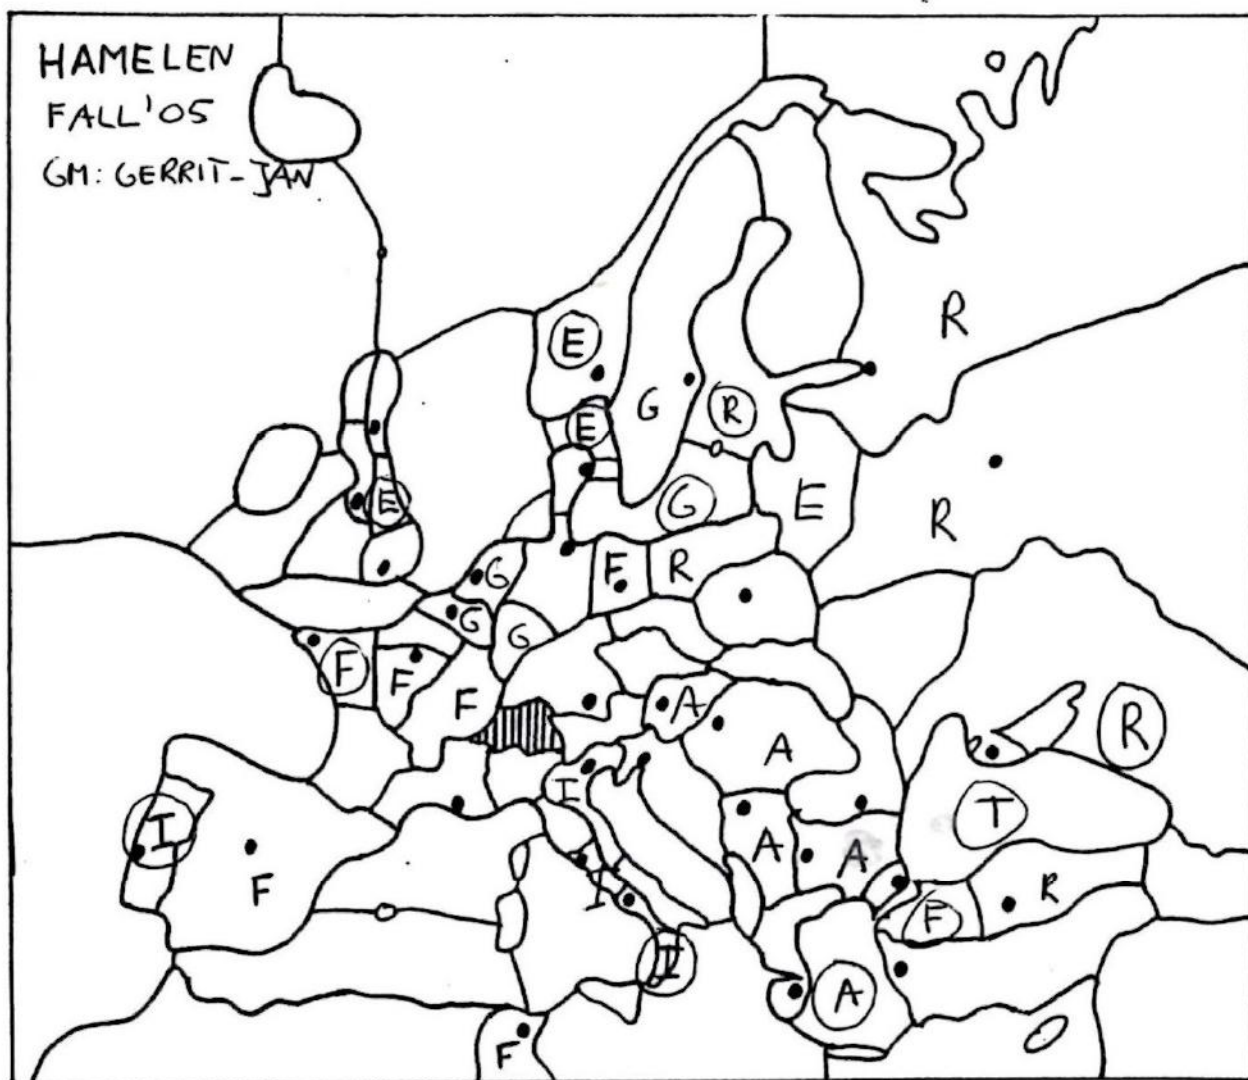 HAMELEN
FALL'05
GM: GERRIT-JAN
R
E
G R
E
E G E R
G F R
G G
F F F A
R
A
I T
I A A
F I R
F
I
A
F